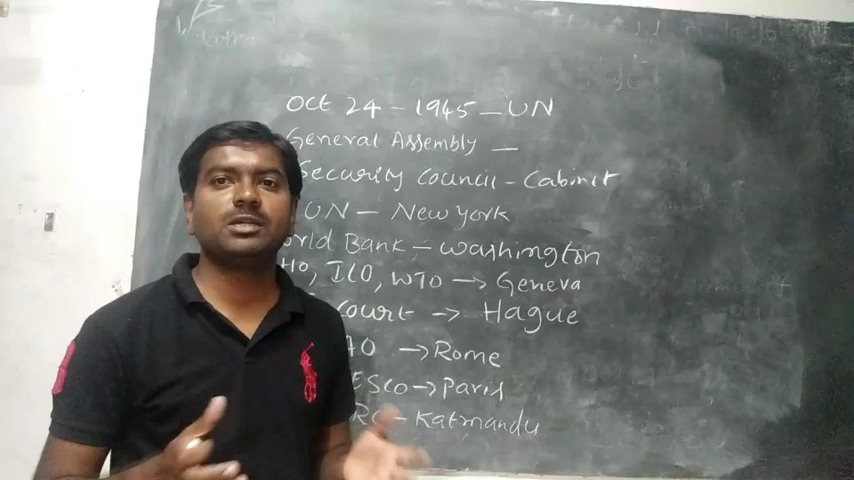 Oct 24 - 1945 - UN
General Assembly -
Security Council - Cabinet
UN - New york
orld Bank - washington
HO, ILO, WTO → Geneva
Court → Hague
AO → Rome
ESCO → Paris
RC - Katmandu